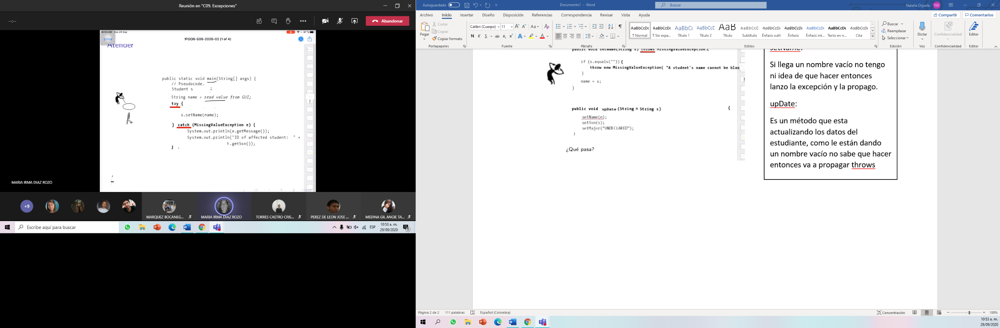 Reunión en "C09. Excepciones"
--:--
Abandonar
10:53 AM Tue 29 Sep
87 %
Done
!POOB-S09-2020-02 (1 of 4)
Atender
public static void main(String[] args) {
// Pseudocode.
Student s ;
String name = read value from GUI;
try {
s.setName(name);
} catch (MissingValueException e) {
System.out.println(e.getMessage());
System.out.println("ID of affected student: " +
s.getSsn());
}
MARIA IRMA DIAZ ROZO
+9
MARQUEZ BOCANEG...
MARIA IRMA DIAZ ROZO
TORRES CASTRO CRIS...
PEREZ DE LEON JOSE ...
MEDINA GIL ANGIE TA...
Escribe aquí para buscar
ESP
10:53 a. m.
29/09/2020
Autoguardado
Documento1 - Word
Buscar
Natalia Orjuela
NO
Archivo Inicio Insertar Diseño Disposición Referencias Correspondencia Revisar Vista Ayuda
Compartir
Comentarios
Pegar
Cortar
Copiar
Copiar formato
Portapapeles
Calibri (Cuerpo) 11
N K S ab x₂ x²
Fuente
Párrafo
AaBbCcDc AaBbCcDc AaBbCc AaBbCcE AaB AaBbCcD AaBbCcDc AaBbCcDc AaBbCcDc AaBbCcDc AaBbCcDc
¶ Normal ¶ Sin espa... Título 1 Título 2 Título Subtítulo Énfasis sutil Énfasis Énfasis int... Texto en n... Cita
Estilos
Buscar
Reemplazar
Seleccionar
Edición
Dictar
Voz
Confidencialidad
Confidencialidad
Editor
Editor
public void setName(String s) throws MissingValueException {
if (s.equals("")) {
throw new MissingValueException( "A student's name cannot be blan
}
name = s;
}
public void upDate (String n String s) {
setName(n);
setSsn(s);
setMajor("UNDECLARED");
}
¿Qué pasa?
setName:
Si llega un nombre vacío no tengo
ni idea de que hacer entonces
lanzo la excepción y la propago.
upDate:
Es un método que esta
actualizando los datos del
estudiante, como le están dando
un nombre vacío no sabe que hacer
entonces va a propagar throws
Página 2 de 2 111 palabras Español (Colombia)
Concentración
188%
10:53 a. m.
29/09/2020